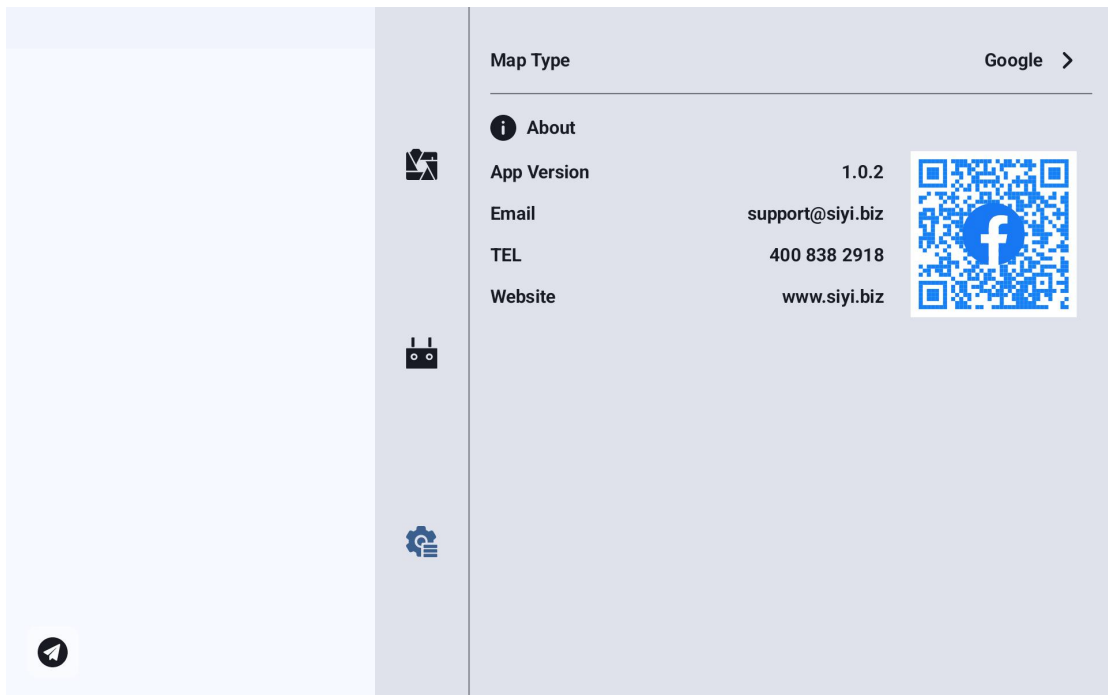 Map Type Google
About
App Version 1.0.2
Email support@siyi.biz
TEL 400 838 2918
Website www.siyi.biz